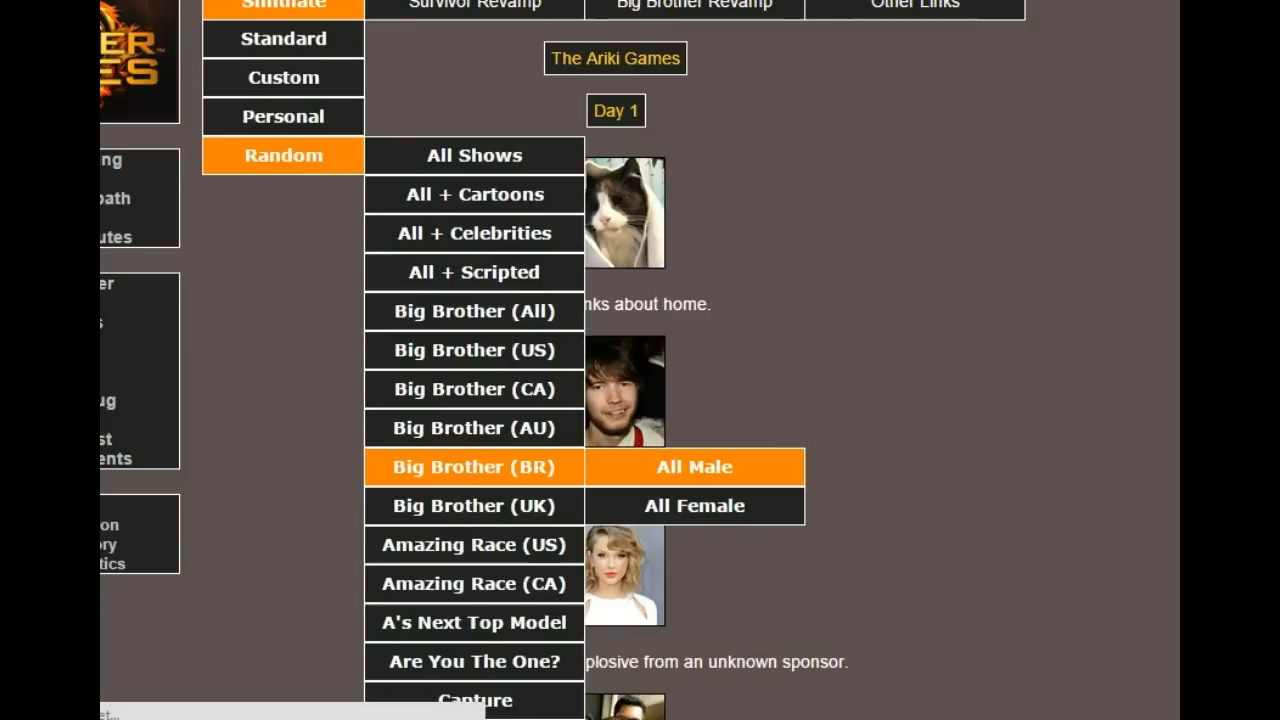 Simulate
Survivor Revamp
Big Brother Revamp
Other Links
Standard
Custom
Personal
Random
The Ariki Games
Day 1
All Shows
All + Cartoons
All + Celebrities
All + Scripted
Big Brother (All)
Big Brother (US)
Big Brother (CA)
Big Brother (AU)
Big Brother (BR)
Big Brother (UK)
Amazing Race (US)
Amazing Race (CA)
A's Next Top Model
Are You The One?
Capture
All Male
All Female
nks about home.
plosive from an unknown sponsor.
ER™
ES
ng
ath
utes
er
s
ug
st
ents
on
ry
tics
et...